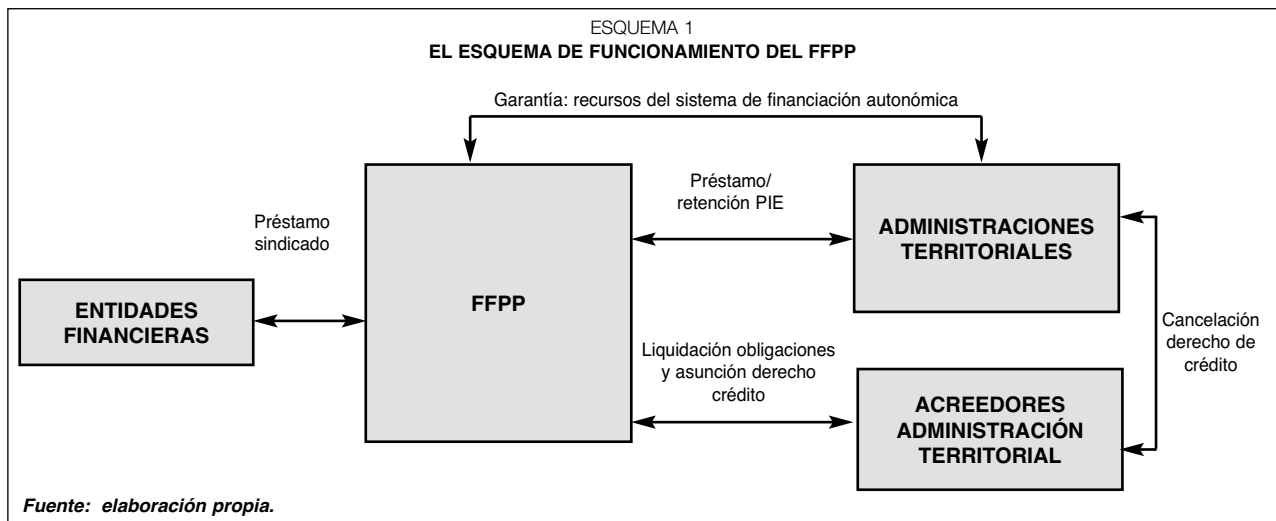 ESQUEMA 1
EL ESQUEMA DE FUNCIONAMIENTO DEL FFPP
Garantía: recursos del sistema de financiación autonómica
Préstamo
sindicado
ENTIDADES
FINANCIERAS
FFPP
Préstamo/
retención PIE
ADMINISTRACIONES
TERRITORIALES
Liquidación obligaciones
y asunción derecho
crédito
ACREEDORES
ADMINISTRACIÓN
TERRITORIAL
Cancelación
derecho de
crédito
Fuente: elaboración propia.